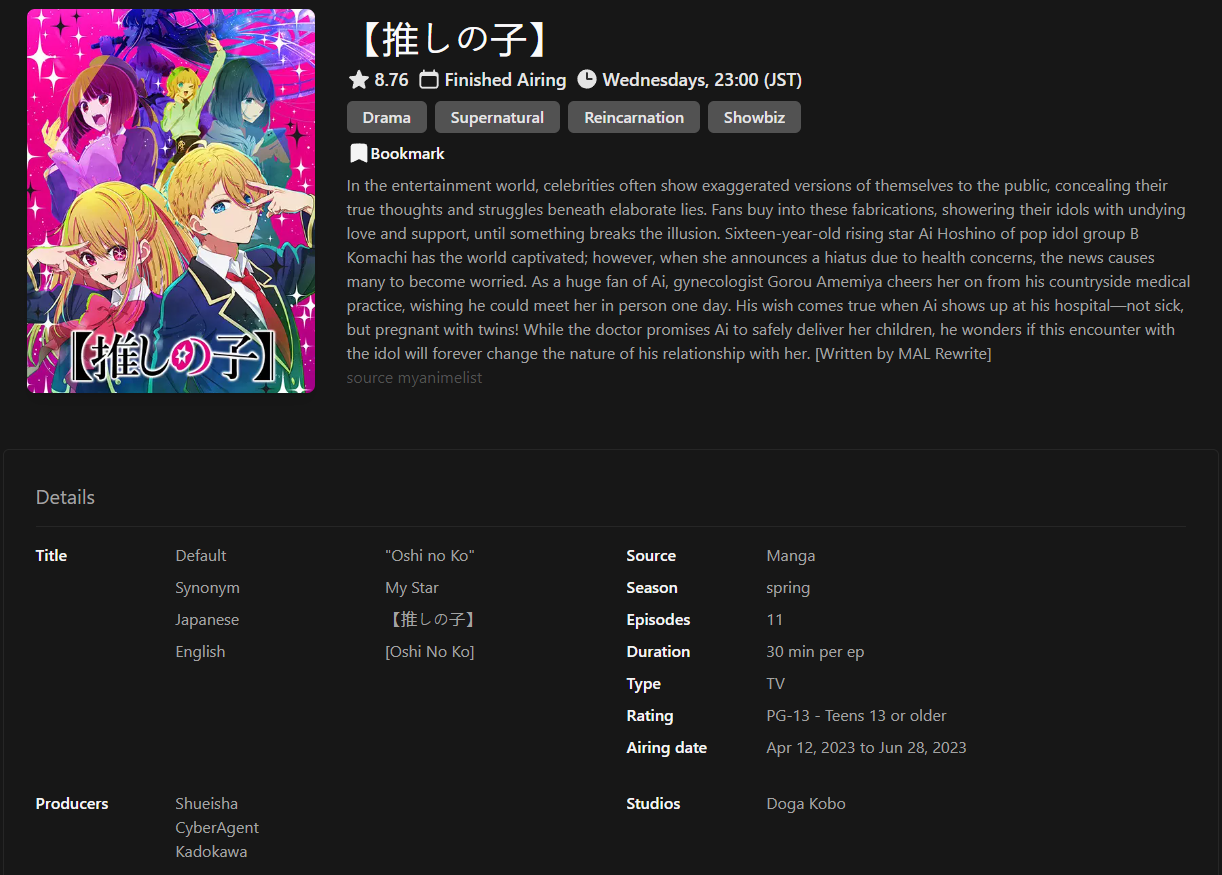 【推しの子】
8.76 Finished Airing Wednesdays, 23:00 (JST)
Drama Supernatural Reincarnation Showbiz
Bookmark
In the entertainment world, celebrities often show exaggerated versions of themselves to the public, concealing their
true thoughts and struggles beneath elaborate lies. Fans buy into these fabrications, showering their idols with undying
love and support, until something breaks the illusion. Sixteen-year-old rising star Ai Hoshino of pop idol group B
Komachi has the world captivated; however, when she announces a hiatus due to health concerns, the news causes
many to become worried. As a huge fan of Ai, gynecologist Gorou Amemiya cheers her on from his countryside medical
practice, wishing he could meet her in person one day. His wish comes true when Ai shows up at his hospital—not sick,
but pregnant with twins! While the doctor promises Ai to safely deliver her children, he wonders if this encounter with
the idol will forever change the nature of his relationship with her. [Written by MAL Rewrite]
source myanimelist
【推しの子】
Details
Title Default "Oshi no Ko" Source Manga
Synonym My Star Season spring
Japanese 【推しの子】 Episodes 11
English [Oshi No Ko] Duration 30 min per ep
Type TV
Rating PG-13 - Teens 13 or older
Airing date Apr 12, 2023 to Jun 28, 2023
Producers Shueisha Studios Doga Kobo
CyberAgent
Kadokawa